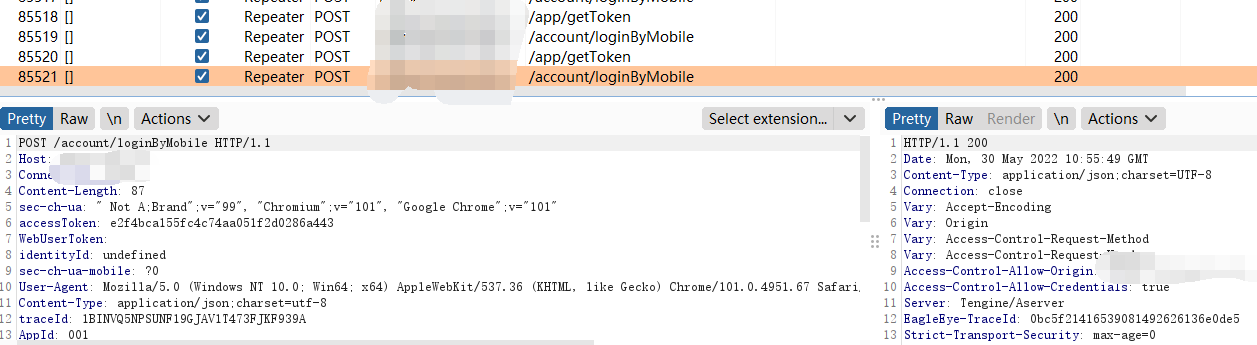 85518 [] Repeater POST /app/getToken 200
85519 [] Repeater POST /account/loginByMobile 200
85520 [] Repeater POST /app/getToken 200
85521 [] Repeater POST /account/loginByMobile 200
Pretty Raw \n Actions Select extension...
Pretty Raw Render \n Actions
1 POST /account/loginByMobile HTTP/1.1
2 Host:
3
4 Content-Length: 87
5 sec-ch-ua: " Not A;Brand";v="99", "Chromium";v="101", "Google Chrome";v="101"
6 accessToken: e2f4bca155fc4c74aa051f2d0286a443
7 WebUserToken:
8 identityId: undefined
9 sec-ch-ua-mobile: ?0
10 User-Agent: Mozilla/5.0 (Windows NT 10.0; Win64; x64) AppleWebKit/537.36 (KHTML, like Gecko) Chrome/101.0.4951.67 Safari/
11 Content-Type: application/json;charset=utf-8
12 traceId: 1BINVQ5NPSUNF19GJAV1T473FJKF939A
13 AppId: 001
1 HTTP/1.1 200
2 Date: Mon, 30 May 2022 10:55:49 GMT
3 Content-Type: application/json;charset=UTF-8
4 Connection: close
5 Vary: Accept-Encoding
6 Vary: Origin
7 Vary: Access-Control-Request-Method
8 Vary: Access-Control-Request-
9 Access-Control-Allow-Origin:
10 Access-Control-Allow-Credentials: true
11 Server: Tengine/Aserver
12 EagleEye-TraceId: 0bc5f21416539081492626136e0de5
13 Strict-Transport-Security: max-age=0